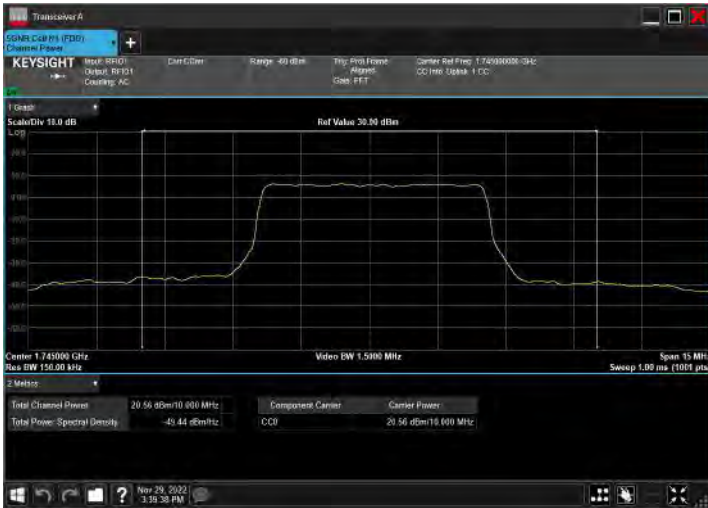 Transceiver A
5GNR Cell #1 (FDD)
Channel Power
KEYSIGHT
Input: RFIO1
Output: RFIO1
Coupling: AC
Corr CCorr
Range: -40 dBm
Trig: Prdl Frame
Aligned
Gate: FFT
Carrier Ref Freq: 1.745000000 GHz
CC Info: Uplink, 1 CC
1 Graph
Scale/Div 10.0 dB
Ref Value 30.00 dBm
Log
Center 1.745000 GHz
Res BW 150.00 kHz
Video BW 1.5000 MHz
Span 15 MHz
Sweep 1.00 ms (1001 pts
2 Metrics
Total Channel Power
20.56 dBm/10.000 MHz
Total Power Spectral Density
-49.44 dBm/Hz
Component Carrier
Carrier Power
CC0
20.56 dBm/10.000 MHz
?
Nov 29, 2022
3:39:38 PM